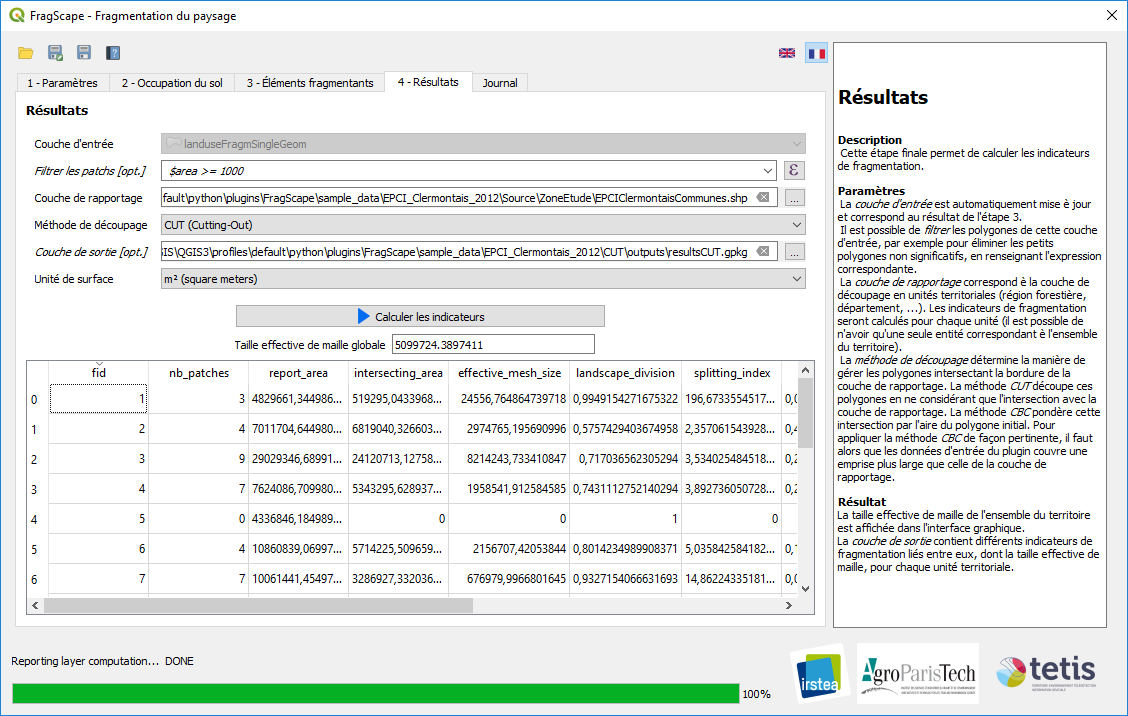 FragScape - Fragmentation du paysage
1 - Paramètres
2 - Occupation du sol
3 - Éléments fragmentants
4 - Résultats
Journal
Résultats
Couche d'entrée
landuseFragmSingleGeom
Filtrer les patchs [opt.]
$area >= 1000
ε
Couche de rapportage
fault\python\plugins\FragScape\sample_data\EPCI_Clermontais_2012\Source\ZoneEtude\EPCIClermontaisCommunes.shp
...
Méthode de découpage
CUT (Cutting-Out)
Couche de sortie [opt.]
IS\QGIS3\profiles\default\python\plugins\FragScape\sample_data\EPCI_Clermontais_2012\CUT\outputs\resultsCUT.gpkg
...
Unité de surface
m² (square meters)
Calculer les indicateurs
Taille effective de maille globale
5099724.3897411
fid nb_patches report_area intersecting_area effective_mesh_size landscape_division splitting_index
0 1 3 4829661,344986... 519295,0433968... 24556,764864739718 0,9949154271675322 196,6733554517... 0,0
1 2 4 7011704,644980... 6819040,326603... 2974765,195690996 0,5757429403674958 2,357061543928... 0,4
2 3 9 29029346,68991... 24120713,12758... 8214243,733410847 0,717036562305294 3,534025484518... 0,2
3 4 7 7624086,709980... 5343295,628937... 1958541,912584585 0,7431112752140294 3,892736050728... 0,2
4 5 0 4336846,184989... 0 0 1 0
5 6 4 10860839,06997... 5714225,509659... 2156707,42053844 0,8014234989908371 5,035842584182... 0,1
6 7 7 10061441,45497... 3286927,332036... 676979,9966801645 0,9327154066631693 14,86224335181... 0,0
Résultats
Description
Cette étape finale permet de calculer les indicateurs
de fragmentation.
Paramètres
La couche d'entrée est automatiquement mise à jour
et correspond au résultat de l'étape 3.
Il est possible de filtrer les polygones de cette couche
d'entrée, par exemple pour éliminer les petits
polygones non significatifs, en renseignant l'expression
correspondante.
La couche de rapportage correspond à la couche de
découpage en unités territoriales (région forestière,
département, ...). Les indicateurs de fragmentation
seront calculés pour chaque unité (il est possible de
n'avoir qu'une seule entité correspondant à l'ensemble
du territoire).
La méthode de découpage détermine la manière de
gérer les polygones intersectant la bordure de la
couche de rapportage. La méthode CUT découpe ces
polygones en ne considérant que l'intersection avec la
couche de rapportage. La méthode CBC pondère cette
intersection par l'aire du polygone initial. Pour
appliquer la méthode CBC de façon pertinente, il faut
alors que les données d'entrée du plugin couvre une
emprise plus large que celle de la couche de
rapportage.
Résultat
La taille effective de maille de l'ensemble du territoire
est affichée dans l'interface graphique.
La couche de sortie contient différents indicateurs de
fragmentation liés entre eux, dont la taille effective de
maille, pour chaque unité territoriale.
Reporting layer computation... DONE
100%
irstea
AgroParisTech
tetis